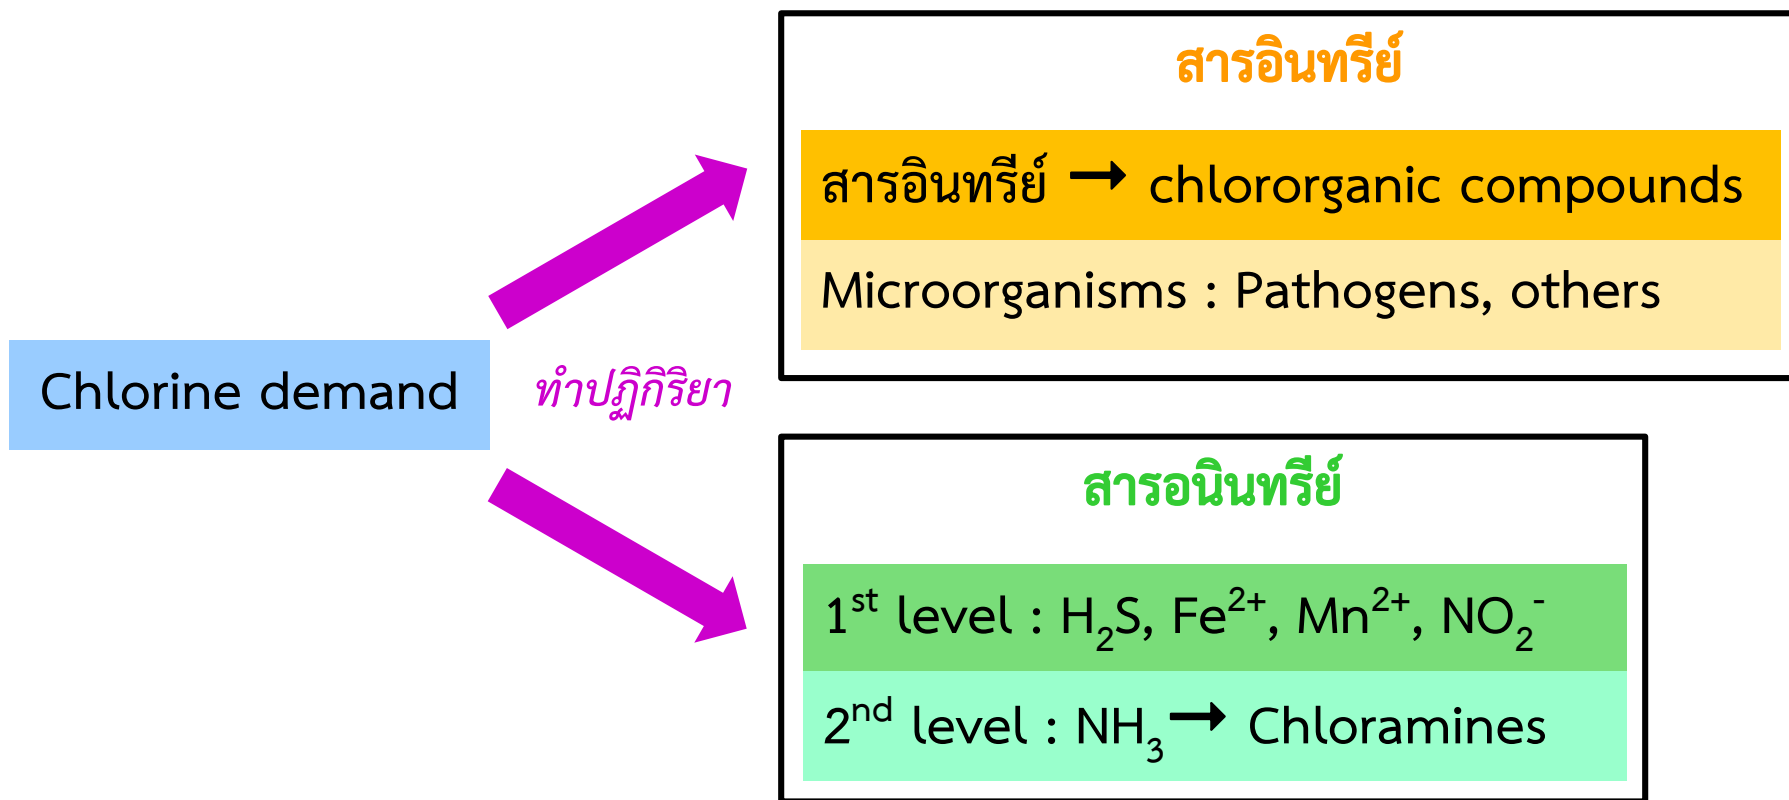 สารอินทรีย์
สารอินทรีย์ → chlororganic compounds
Microorganisms : Pathogens, others
Chlorine demand
ทำปฏิกิริยา
สารอนินทรีย์
1st level : H₂S, Fe²⁺, Mn²⁺, NO₂⁻
2nd level : NH₃ → Chloramines